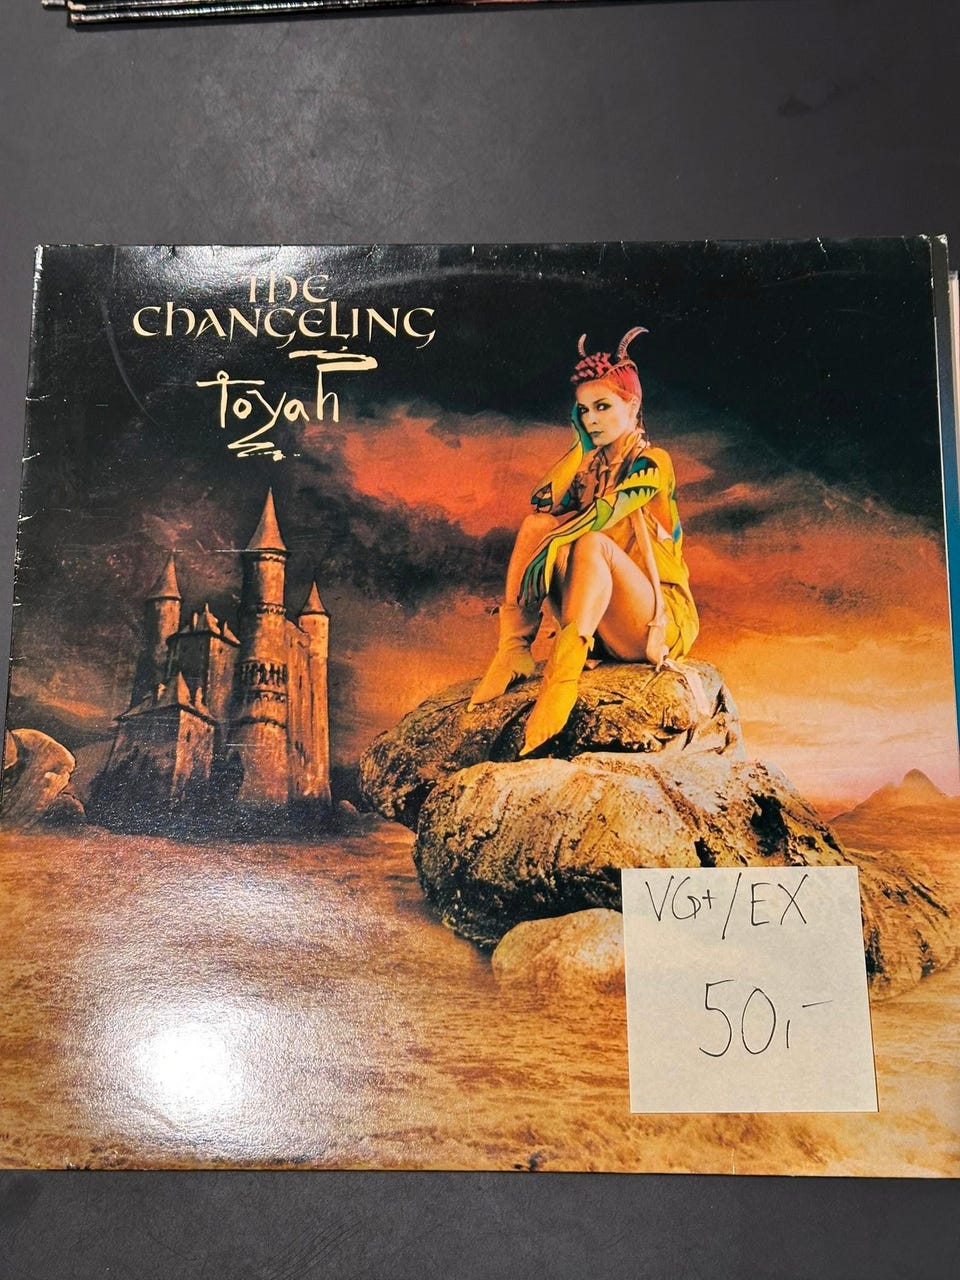 The
Changeling
Toyah
VG+/EX
50,-